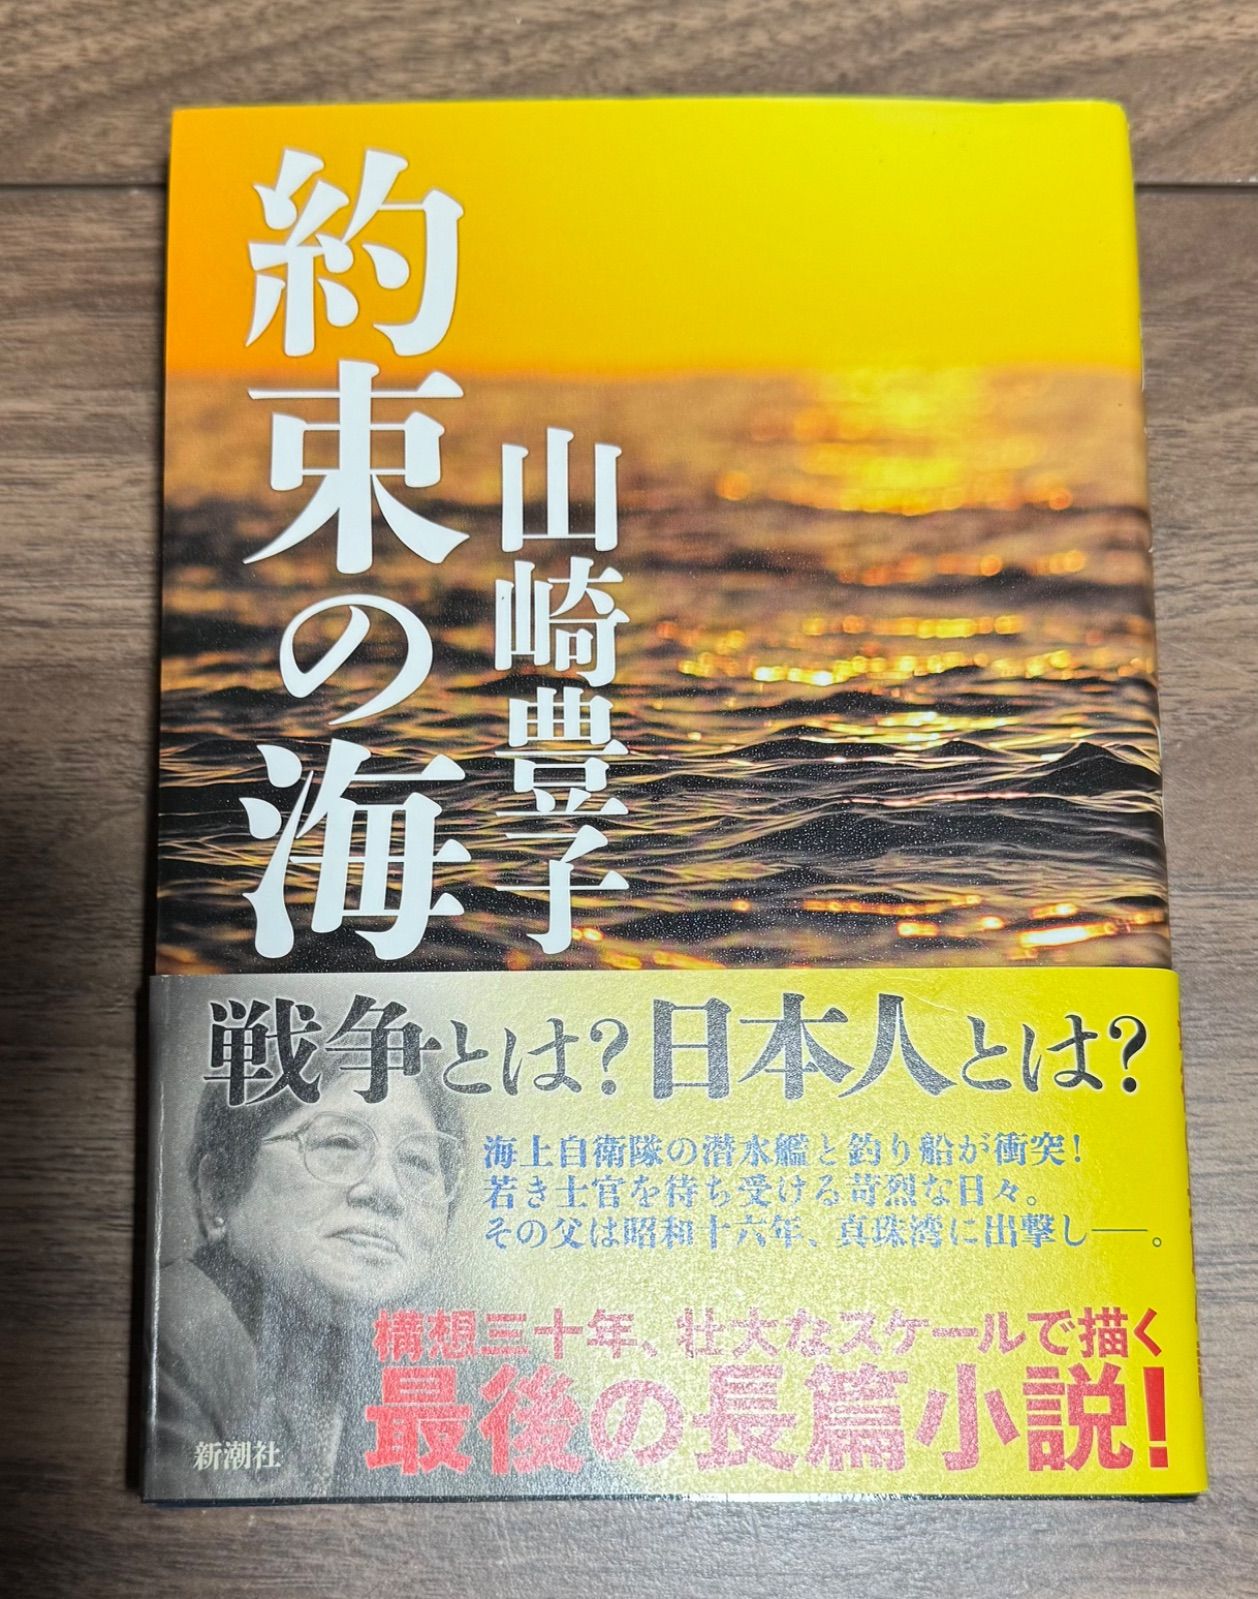 約束の海
山崎豊子
戦争とは?日本人とは?
海上自衛隊の潜水艦と釣り船が衝突!
若き士官を待ち受ける苛烈な日々。
その父は昭和十六年、真珠湾に出撃し──。
構想三十年、壮大なスケールで描く
最後の長篇小説!
新潮社